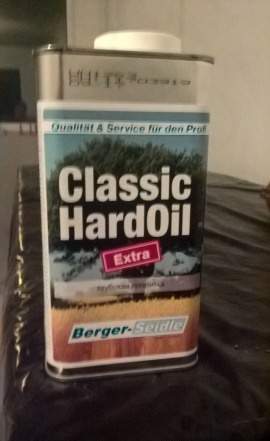 Qualität & Service für den Profi
Classic
HardOil
Extra
Berger-Seidle